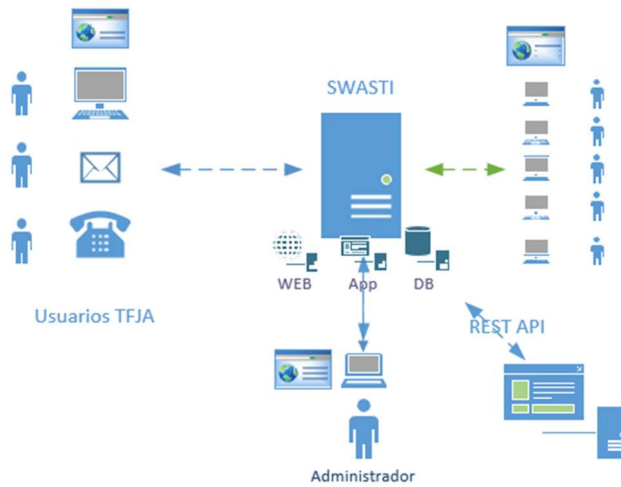 SWASTI
WEB
App
DB
Usuarios TFJA
REST API
Administrador